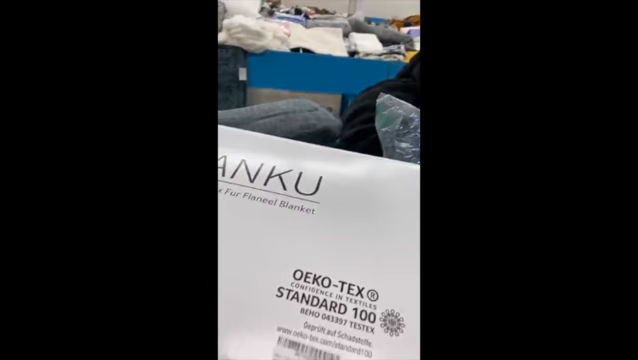 ANKU
x Fur Flaneel Blanket
OEKO-TEX®
CONFIDENCE IN TEXTILES
STANDARD 100
BEHO 043397 TESTEX
Geprüft auf Schadstoffe.
www.oeko-tex.com/standard100